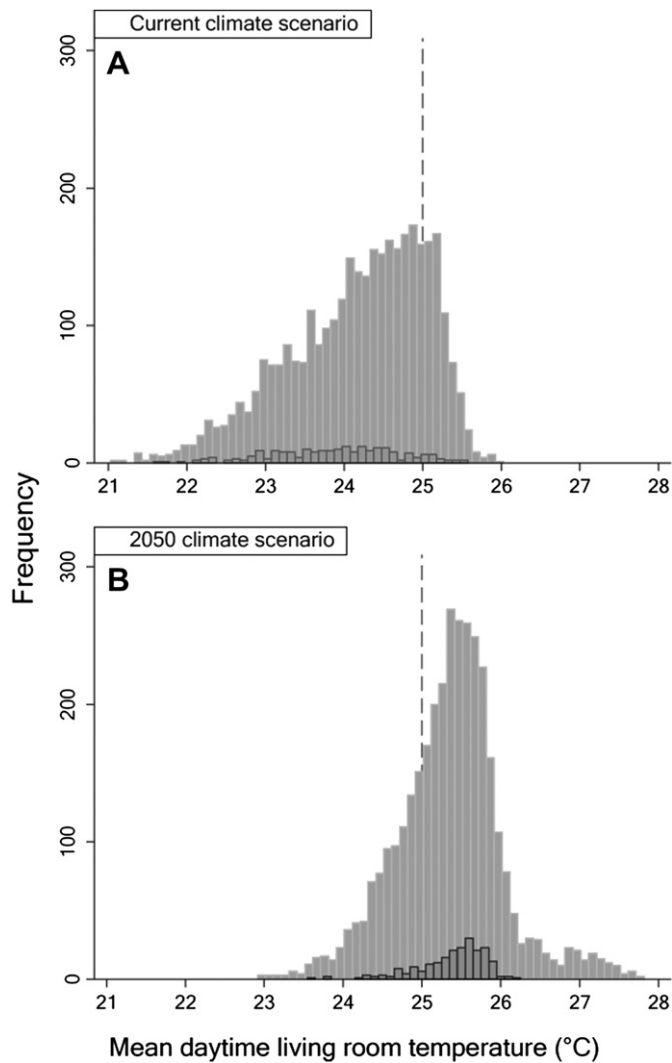 Current climate scenario
A
300
200
100
0
21 22 23 24 25 26 27 28
Frequency
2050 climate scenario
B
300
200
100
0
21 22 23 24 25 26 27 28
Mean daytime living room temperature (°C)